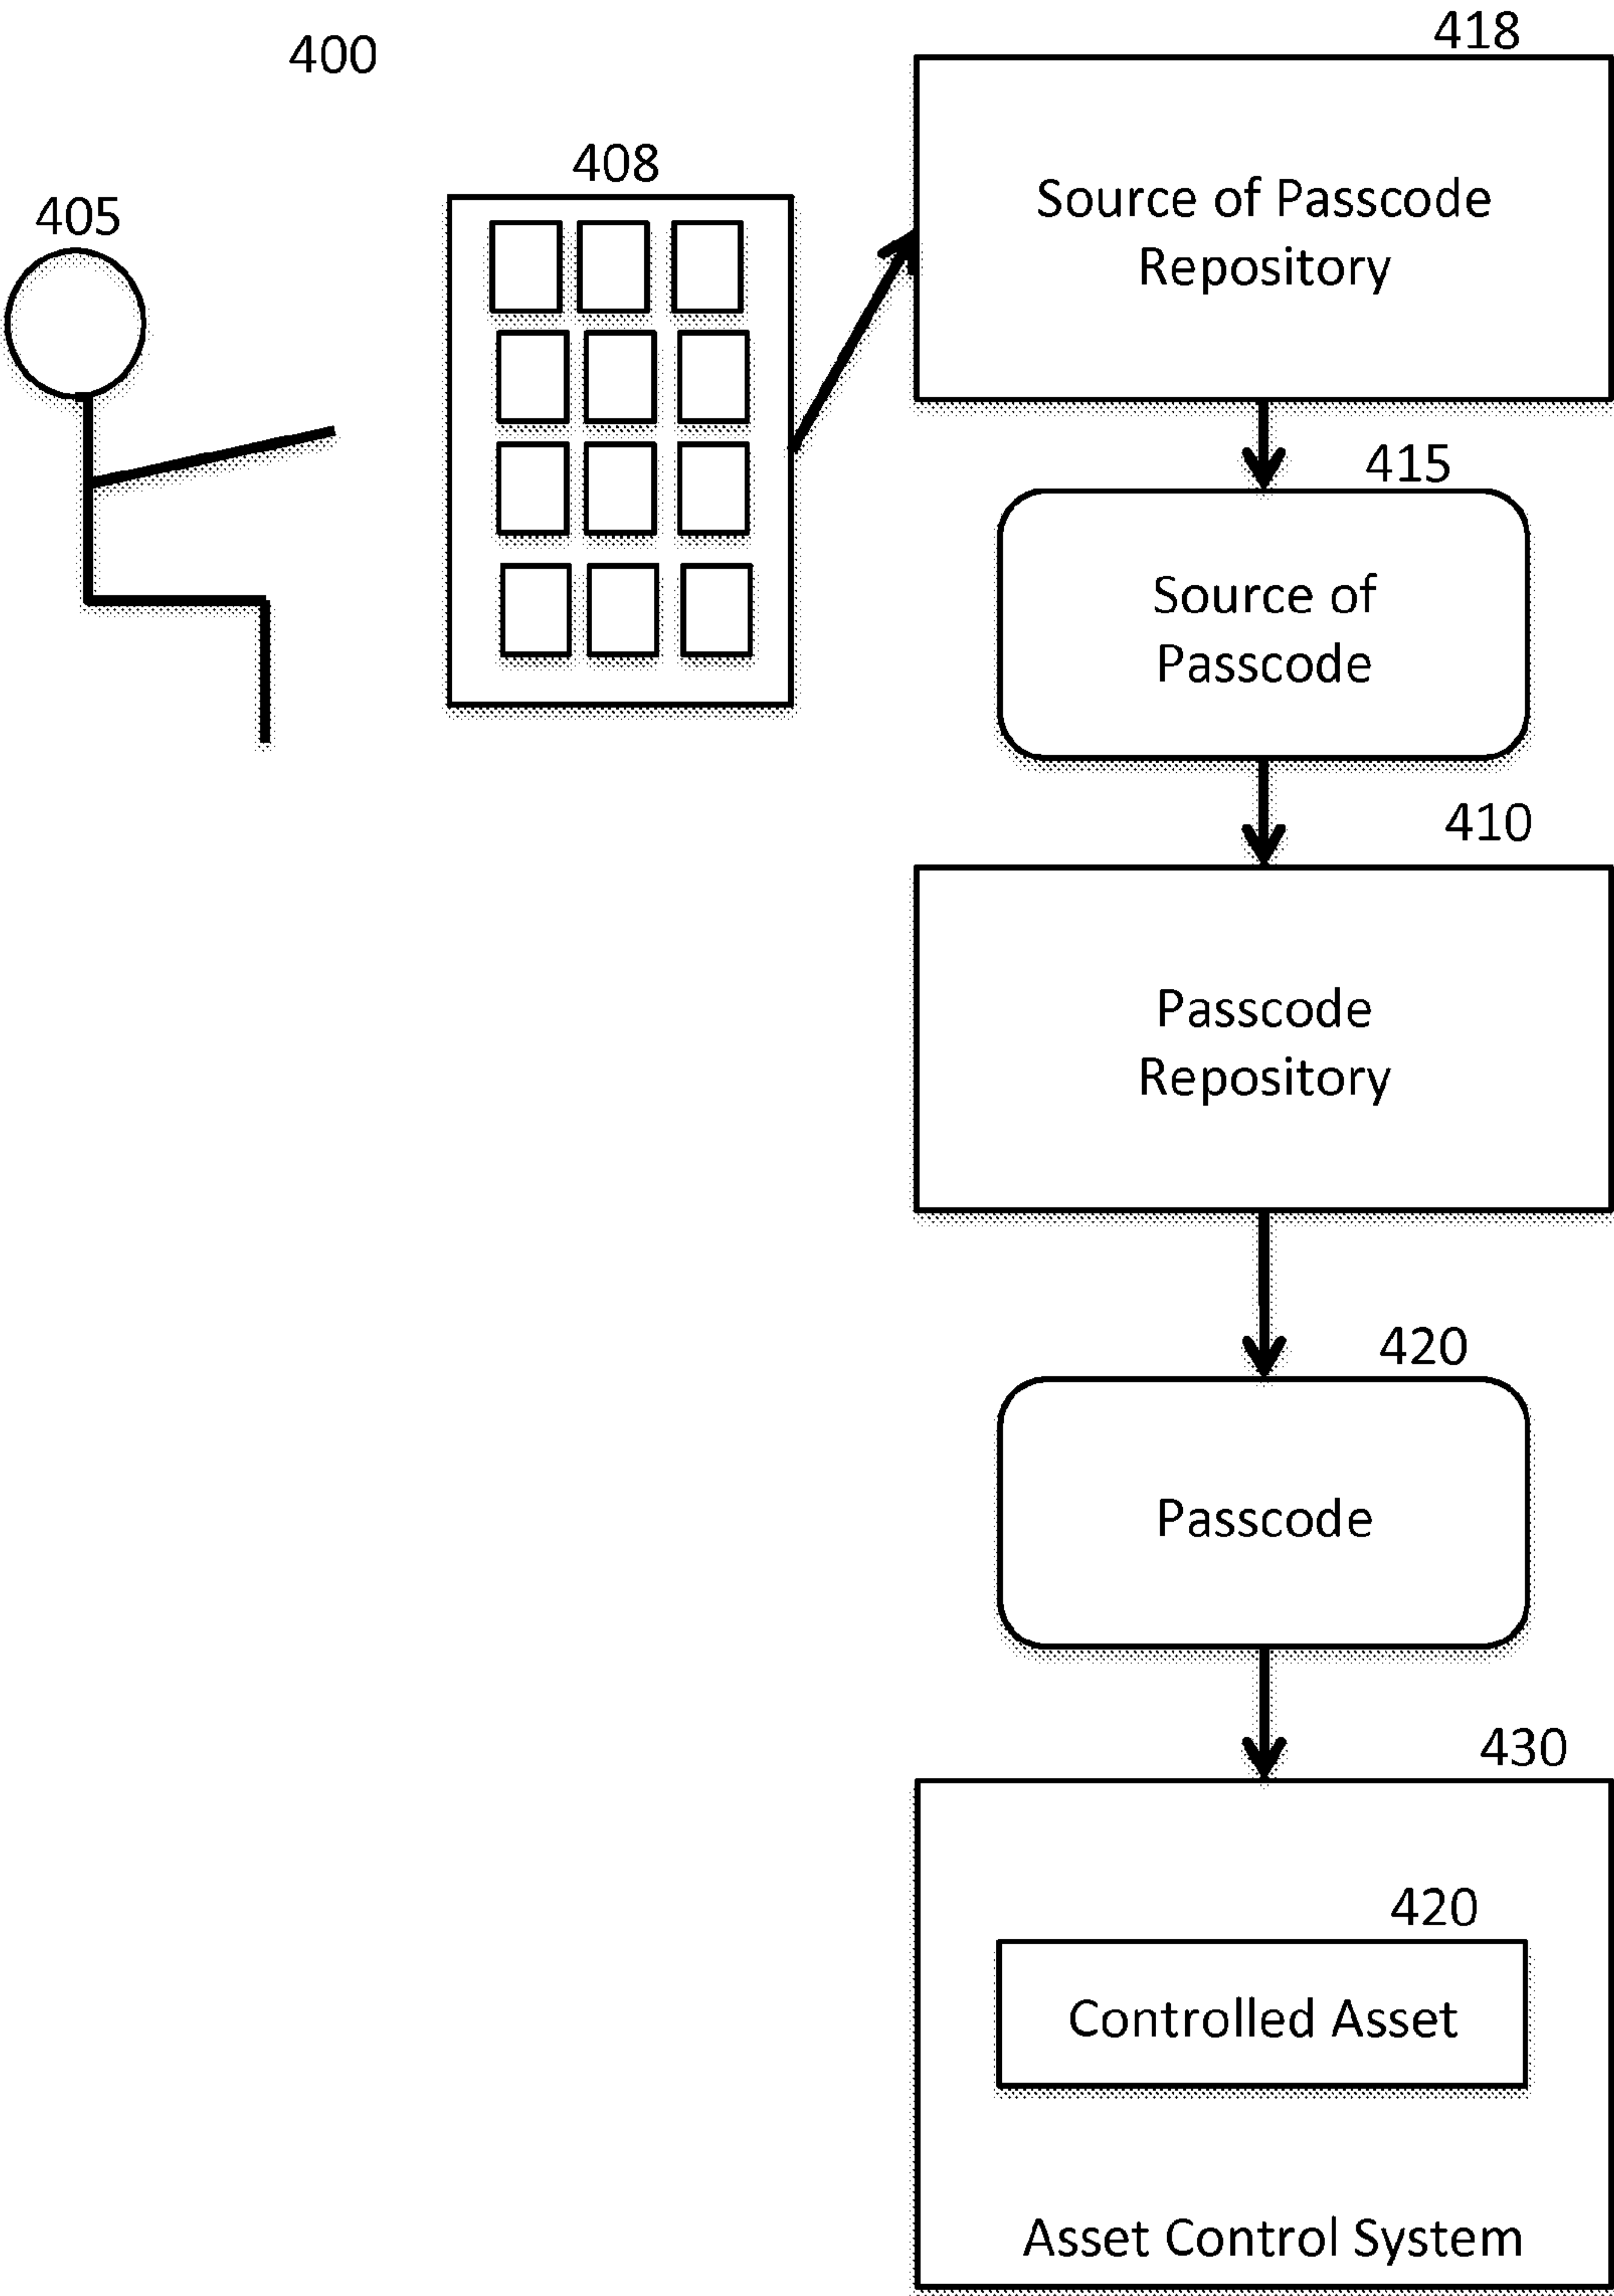 400
418
408
405
Source of Passcode
Repository
415
Source of
Passcode
410
Passcode
Repository
420
Passcode
430
420
Controlled Asset
Asset Control System